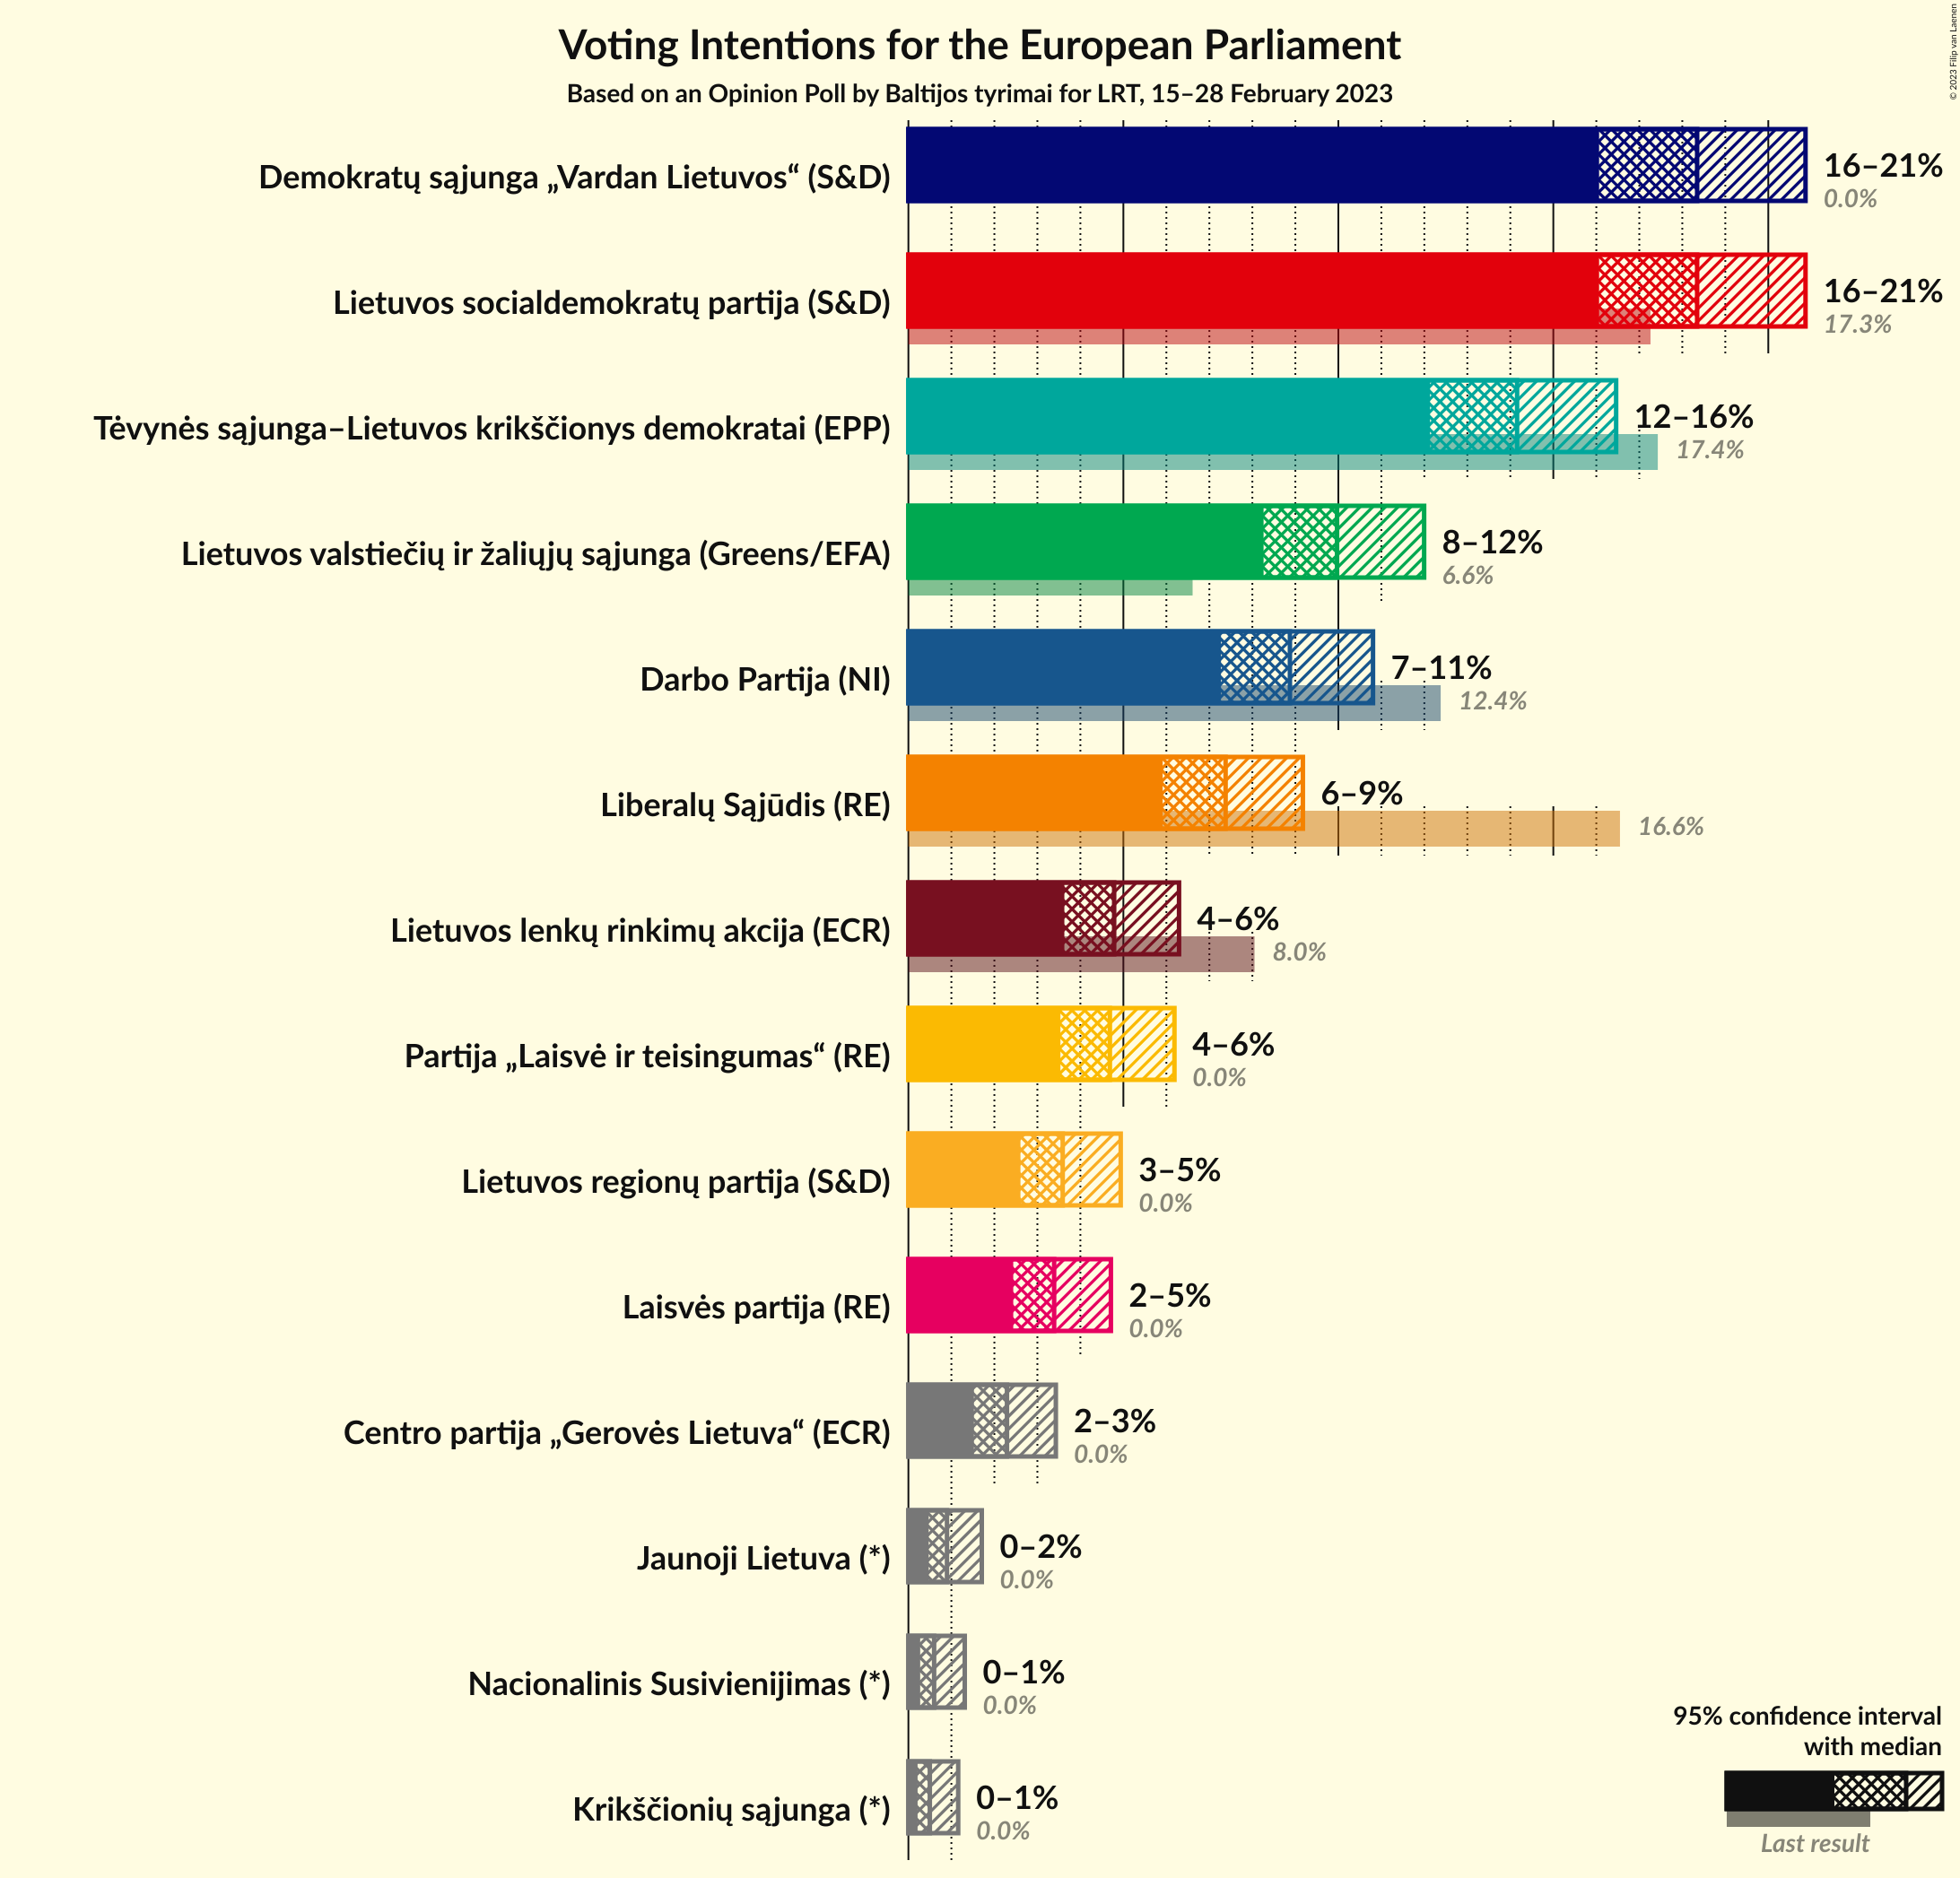 Voting Intentions for the European Parliament
Based on an Opinion Poll by Baltijos tyrimai for LRT, 15–28 February 2023
© 2023 Filip van Laenen
Demokratų sąjunga „Vardan Lietuvos“ (S&D)
16–21%
0.0%
Lietuvos socialdemokratų partija (S&D)
16–21%
17.3%
Tėvynės sąjunga–Lietuvos krikščionys demokratai (EPP)
12–16%
17.4%
Lietuvos valstiečių ir žaliųjų sąjunga (Greens/EFA)
8–12%
6.6%
Darbo Partija (NI)
7–11%
12.4%
Liberalų Sąjūdis (RE)
6–9%
16.6%
Lietuvos lenkų rinkimų akcija (ECR)
4–6%
8.0%
Partija „Laisvė ir teisingumas“ (RE)
4–6%
0.0%
Lietuvos regionų partija (S&D)
3–5%
0.0%
Laisvės partija (RE)
2–5%
0.0%
Centro partija „Gerovės Lietuva“ (ECR)
2–3%
0.0%
Jaunoji Lietuva (*)
0–2%
0.0%
Nacionalinis Susivienijimas (*)
0–1%
0.0%
Krikščionių sąjunga (*)
0–1%
0.0%
95% confidence interval
with median
Last result